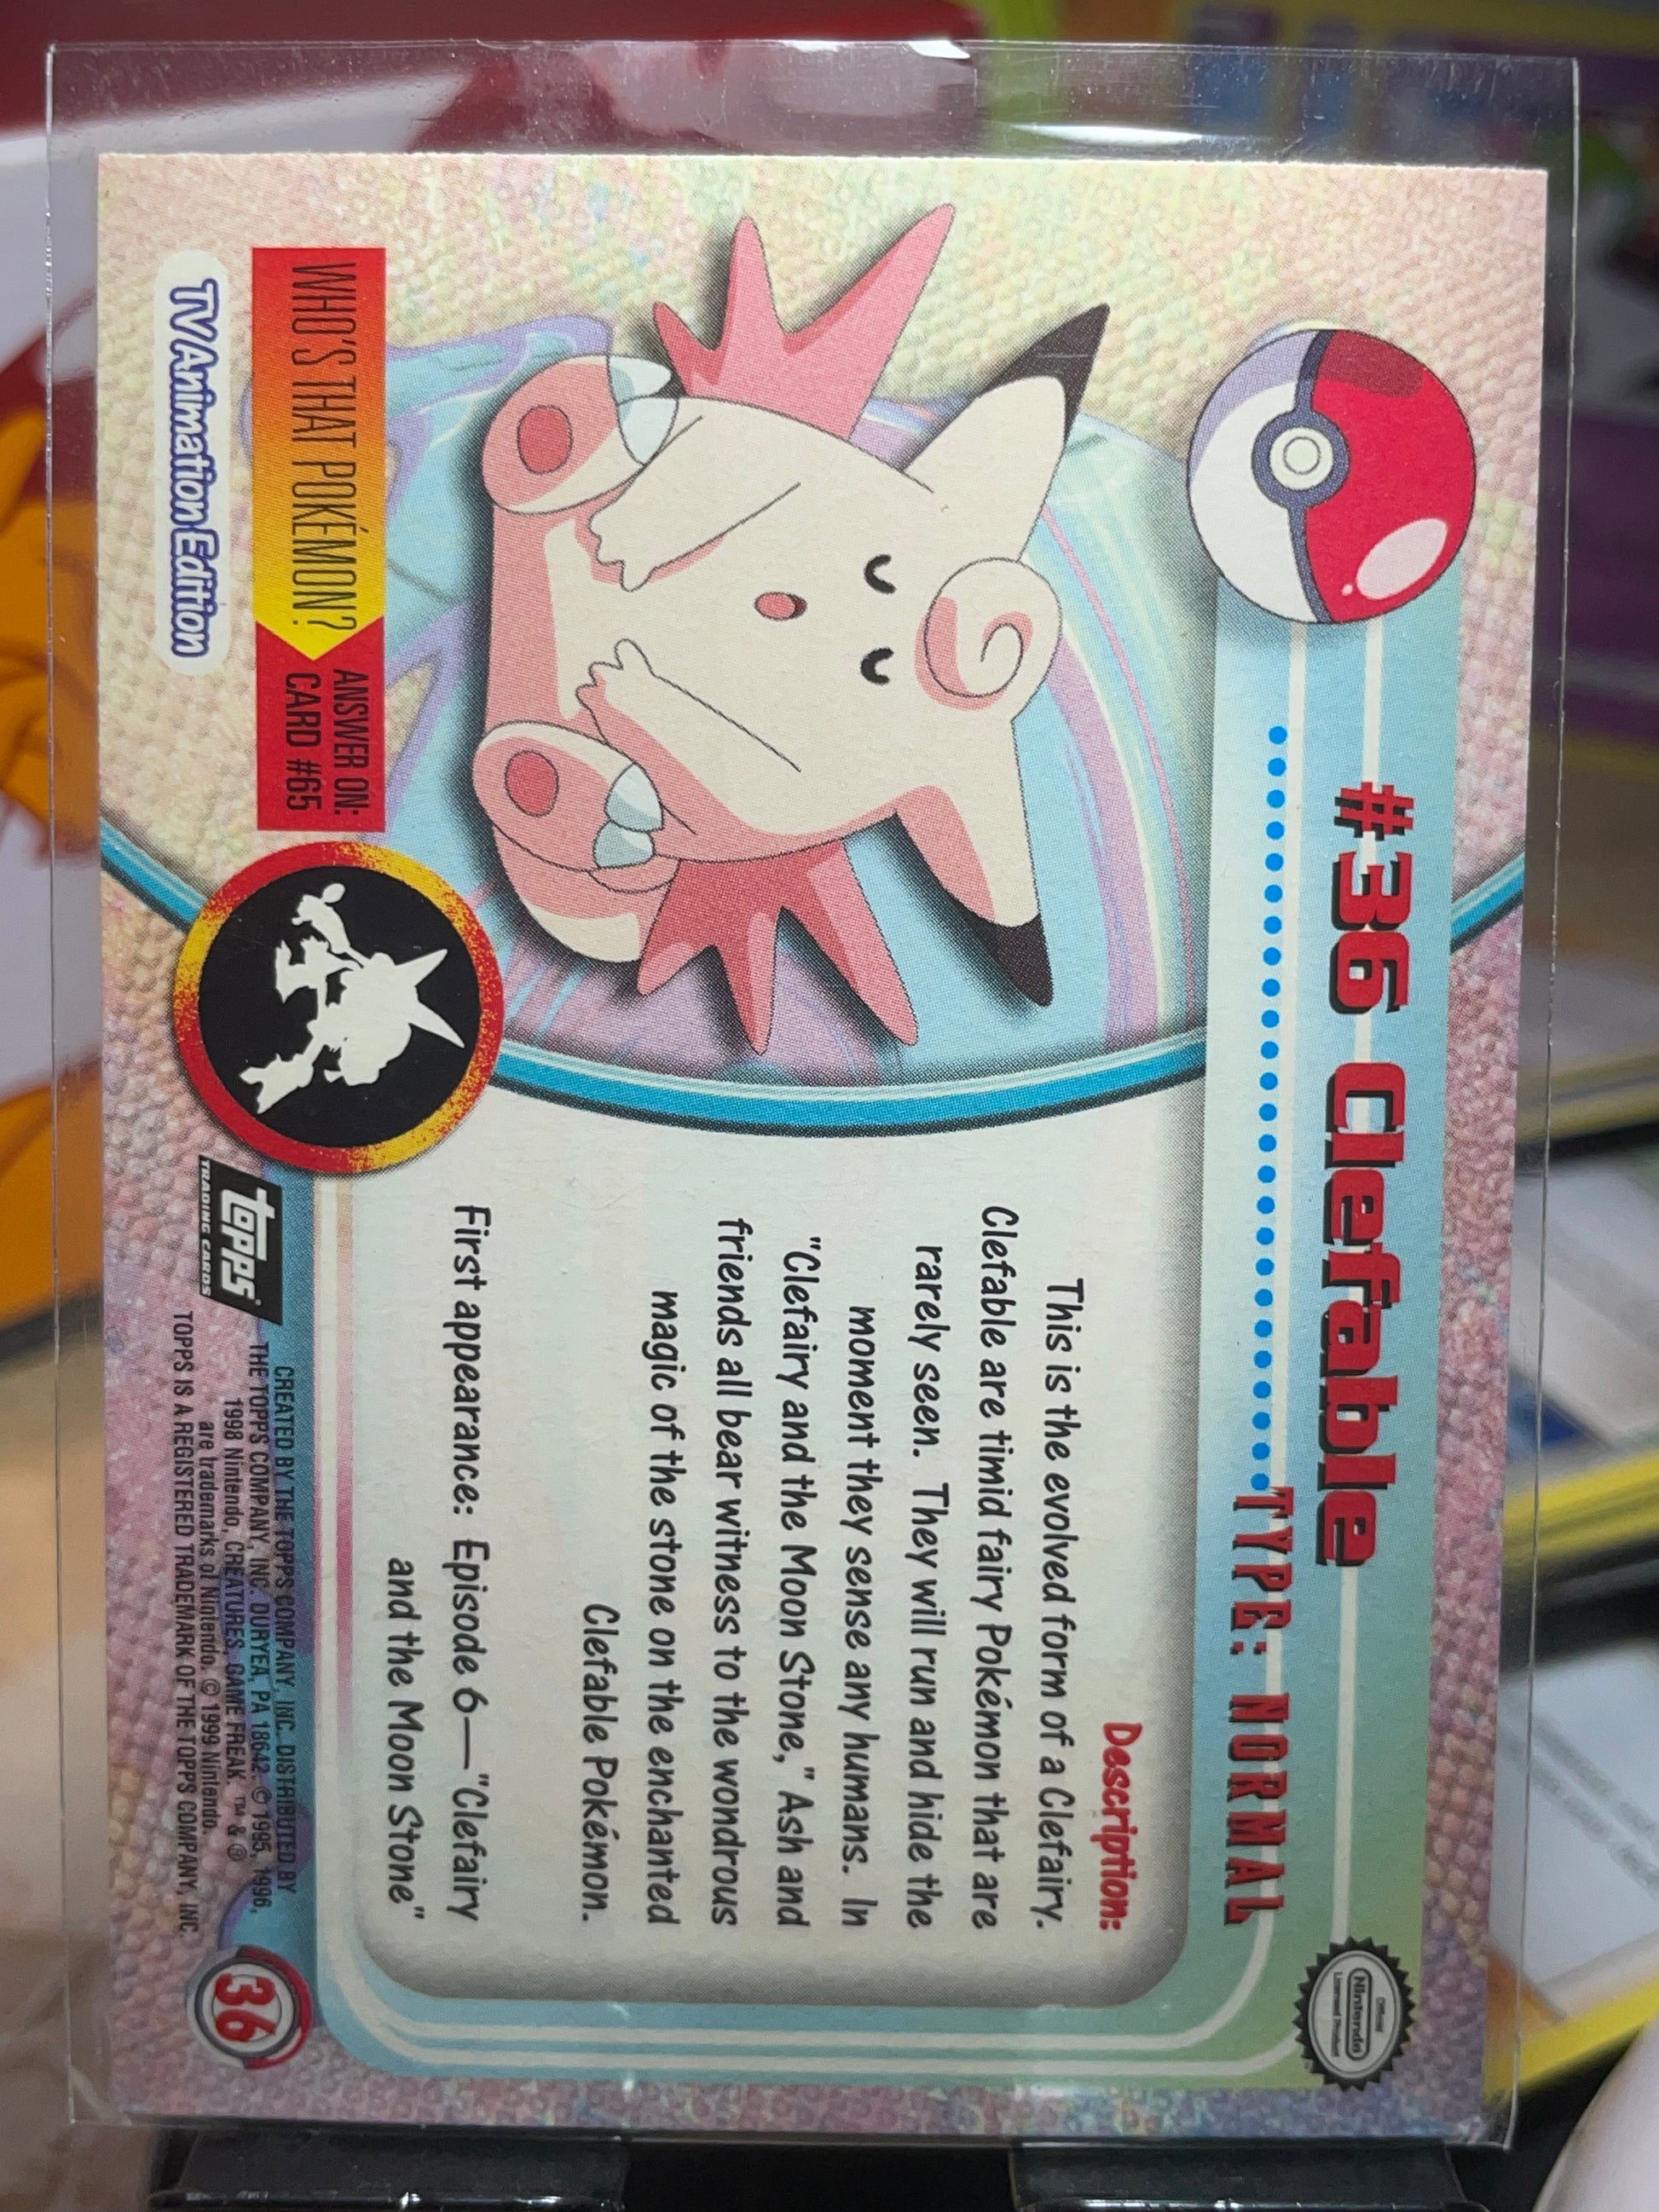 #36 Clefable
TYPE: NORMAL
Official
Nintendo
Licensed Product
Description:
This is the evolved form of a Clefairy.
Clefable are timid fairy Pokémon that are
rarely seen. They will run and hide the
moment they sense any humans. In
"Clefairy and the Moon Stone," Ash and
friends all bear witness to the wondrous
magic of the stone on the enchanted
Clefable Pokémon.
First appearance: Episode 6—"Clefairy
and the Moon Stone"
WHO'S THAT POKÉMON?
ANSWER ON:
CARD #65
TV Animation Edition
topps®
TRADING CARDS
CREATED BY THE TOPPS COMPANY, INC. DISTRIBUTED BY
THE TOPPS COMPANY, INC. DURYEA, PA 18642. © 1995, 1996,
1998 Nintendo, CREATURES, GAME FREAK. ™ & ®
are trademarks of Nintendo. © 1999 Nintendo.
TOPPS IS A REGISTERED TRADEMARK OF THE TOPPS COMPANY, INC.
36